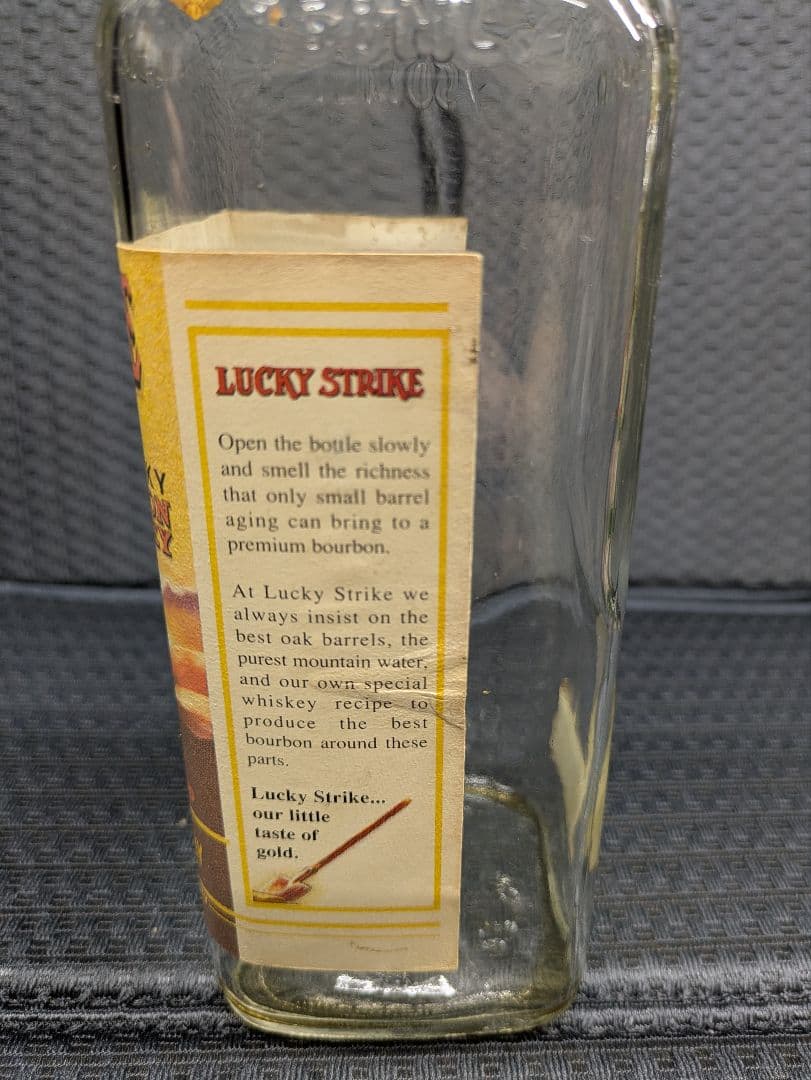 LUCKY STRIKE
Open the bottle slowly
and smell the richness
that only small barrel
aging can bring to a
premium bourbon.
At Lucky Strike we
always insist on the
best oak barrels, the
purest mountain water,
and our own special
whiskey recipe to
produce the best
bourbon around these
parts.
Lucky Strike...
our little
taste of
gold.